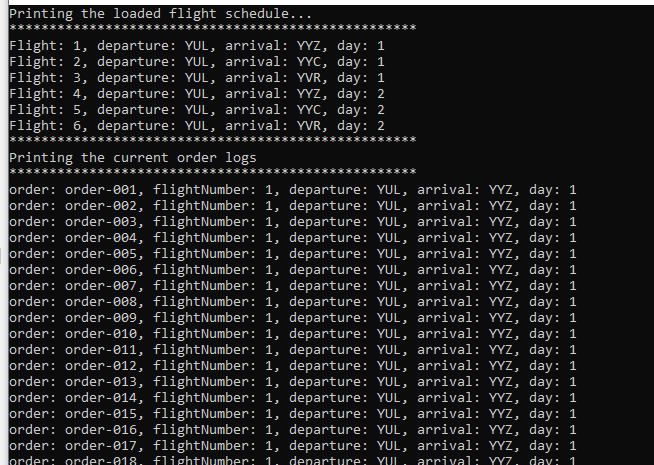 Printing the loaded flight schedule...
***************************************************
Flight: 1, departure: YUL, arrival: YYZ, day: 1
Flight: 2, departure: YUL, arrival: YYC, day: 1
Flight: 3, departure: YUL, arrival: YVR, day: 1
Flight: 4, departure: YUL, arrival: YYZ, day: 2
Flight: 5, departure: YUL, arrival: YYC, day: 2
Flight: 6, departure: YUL, arrival: YVR, day: 2
***************************************************
Printing the current order logs
***************************************************
order: order-001, flightNumber: 1, departure: YUL, arrival: YYZ, day: 1
order: order-002, flightNumber: 1, departure: YUL, arrival: YYZ, day: 1
order: order-003, flightNumber: 1, departure: YUL, arrival: YYZ, day: 1
order: order-004, flightNumber: 1, departure: YUL, arrival: YYZ, day: 1
order: order-005, flightNumber: 1, departure: YUL, arrival: YYZ, day: 1
order: order-006, flightNumber: 1, departure: YUL, arrival: YYZ, day: 1
order: order-007, flightNumber: 1, departure: YUL, arrival: YYZ, day: 1
order: order-008, flightNumber: 1, departure: YUL, arrival: YYZ, day: 1
order: order-009, flightNumber: 1, departure: YUL, arrival: YYZ, day: 1
order: order-010, flightNumber: 1, departure: YUL, arrival: YYZ, day: 1
order: order-011, flightNumber: 1, departure: YUL, arrival: YYZ, day: 1
order: order-012, flightNumber: 1, departure: YUL, arrival: YYZ, day: 1
order: order-013, flightNumber: 1, departure: YUL, arrival: YYZ, day: 1
order: order-014, flightNumber: 1, departure: YUL, arrival: YYZ, day: 1
order: order-015, flightNumber: 1, departure: YUL, arrival: YYZ, day: 1
order: order-016, flightNumber: 1, departure: YUL, arrival: YYZ, day: 1
order: order-017, flightNumber: 1, departure: YUL, arrival: YYZ, day: 1
order: order-018, flightNumber: 1, departure: YUL, arrival: YYZ, day: 1